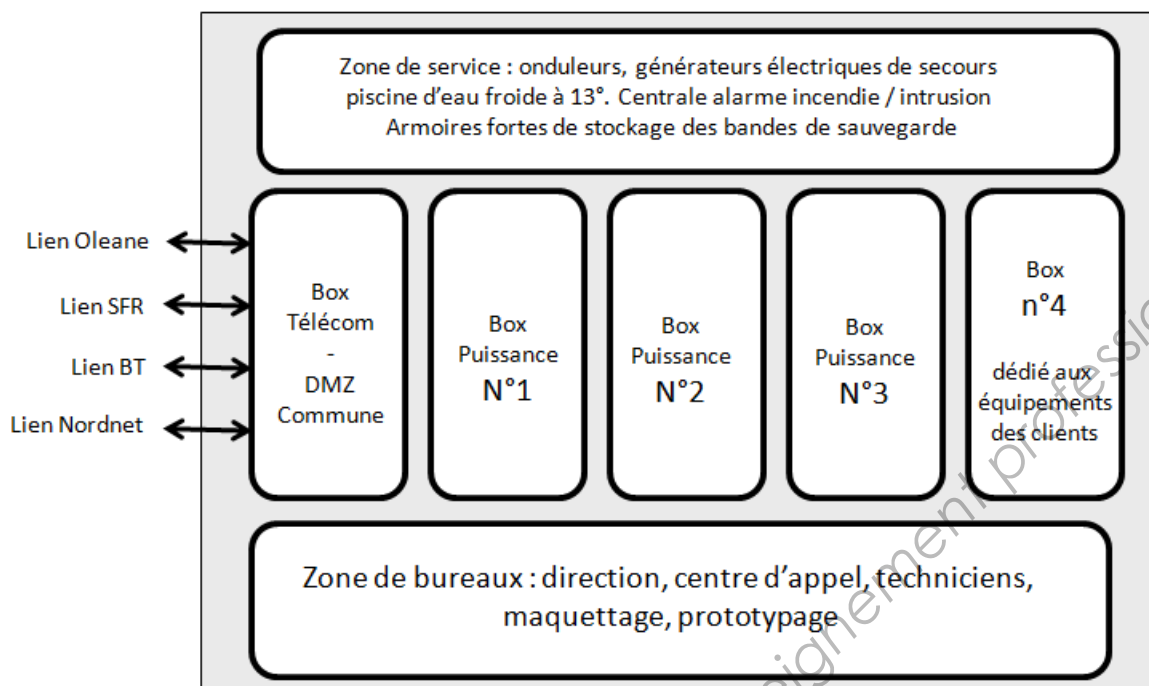 Zone de service : onduleurs, générateurs électriques de secours
piscine d'eau froide à 13°. Centrale alarme incendie / intrusion
Armoires fortes de stockage des bandes de sauvegarde
Lien Oleane
Lien SFR
Lien BT
Lien Nordnet
Box
Télécom
-
DMZ
Commune
Box
Puissance
N°1
Box
Puissance
N°2
Box
Puissance
N°3
Box
n°4
dédié aux
équipements
des clients
Zone de bureaux : direction, centre d'appel, techniciens,
maquettage, prototypage